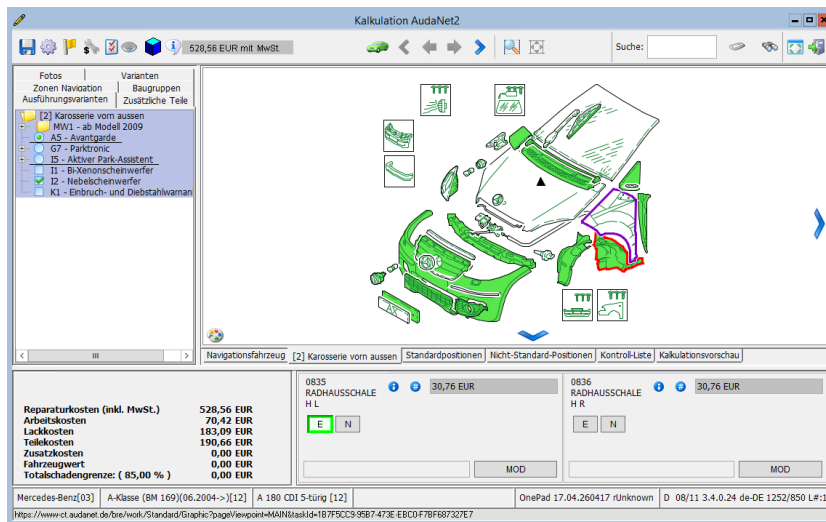 Kalkulation AudaNet2
528,56 EUR mit MwSt.
Suche:
Fotos
Varianten
Zonen Navigation
Baugruppen
Ausführungsvarianten
Zusätzliche Teile
[2] Karosserie vorn aussen
MW1 - ab Modell 2009
A5 - Avantgarde
G7 - Parktronic
I5 - Aktiver Park-Assistent
I1 - Bi-Xenonscheinwerfer
I2 - Nebelscheinwerfer
K1 - Einbruch- und Diebstahlwarnan
Navigationsfahrzeug
[2] Karosserie vorn aussen
Standardpositionen
Nicht-Standard-Positionen
Kontroll-Liste
Kalkulationsvorschau
Reparaturkosten (inkl. MwSt.) 528,56 EUR
Arbeitskosten 70,42 EUR
Lackkosten 183,09 EUR
Teilekosten 190,66 EUR
Zusatzkosten 0,00 EUR
Fahrzeugwert 0,00 EUR
Totalschadengrenze: ( 85,00 % ) 0,00 EUR
0835
RADHAUSSCHALE
H L
30,76 EUR
E N
MOD
0836
RADHAUSSCHALE
H R
30,76 EUR
E N
MOD
Mercedes-Benz[03]
A-Klasse (BM 169)(06.2004->)[12]
A 180 CDI 5-türig [12]
OnePad 17.04.260417 rUnknown
D 08/11 3.4.0.24 de-DE 1252/850 L#:1
https://www-ct.audanet.de/bre/work/Standard/Graphic?pageViewpoint=MAIN&taskId=1B7F5CC9-95B7-473E-EBC0-F7BF687327E7